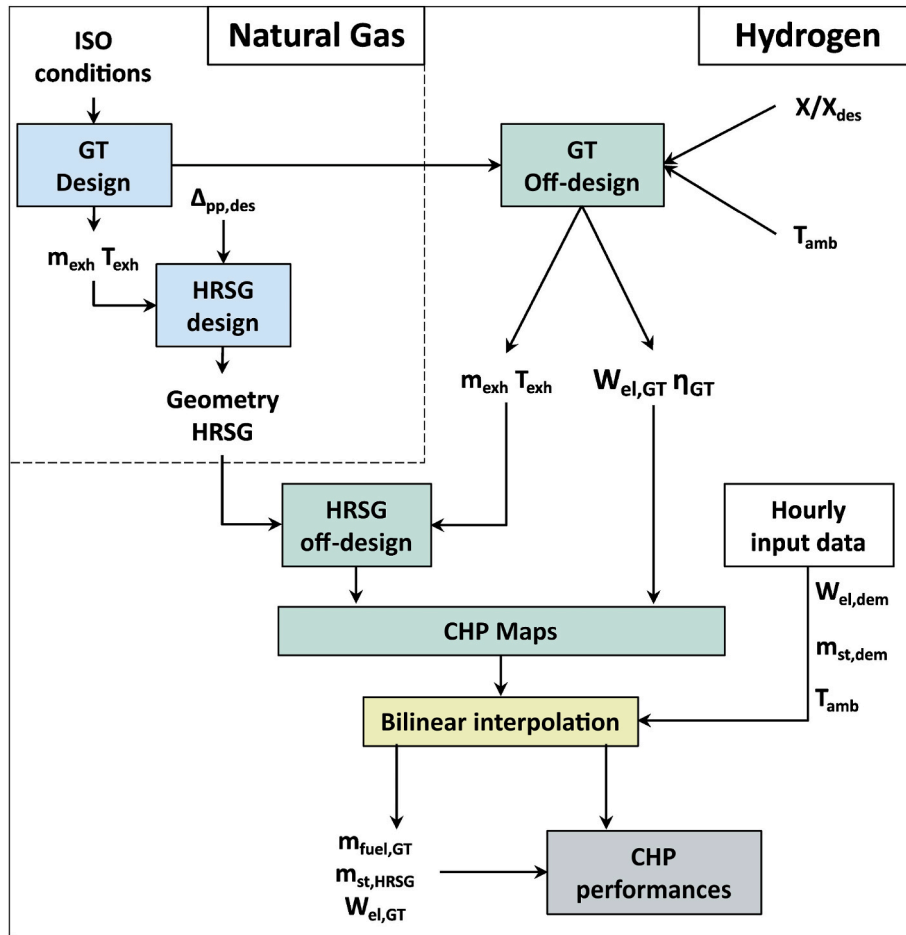 Natural Gas
Hydrogen
ISO
conditions
GT
Design
GT
Off-design
X/X_des
T_amb
Δ_pp,des
m_exh T_exh
HRSG
design
Geometry
HRSG
m_exh T_exh
W_el,GT η_GT
HRSG
off-design
Hourly
input data
W_el,dem
m_st,dem
T_amb
CHP Maps
Bilinear interpolation
m_fuel,GT
m_st,HRSG
W_el,GT
CHP
performances